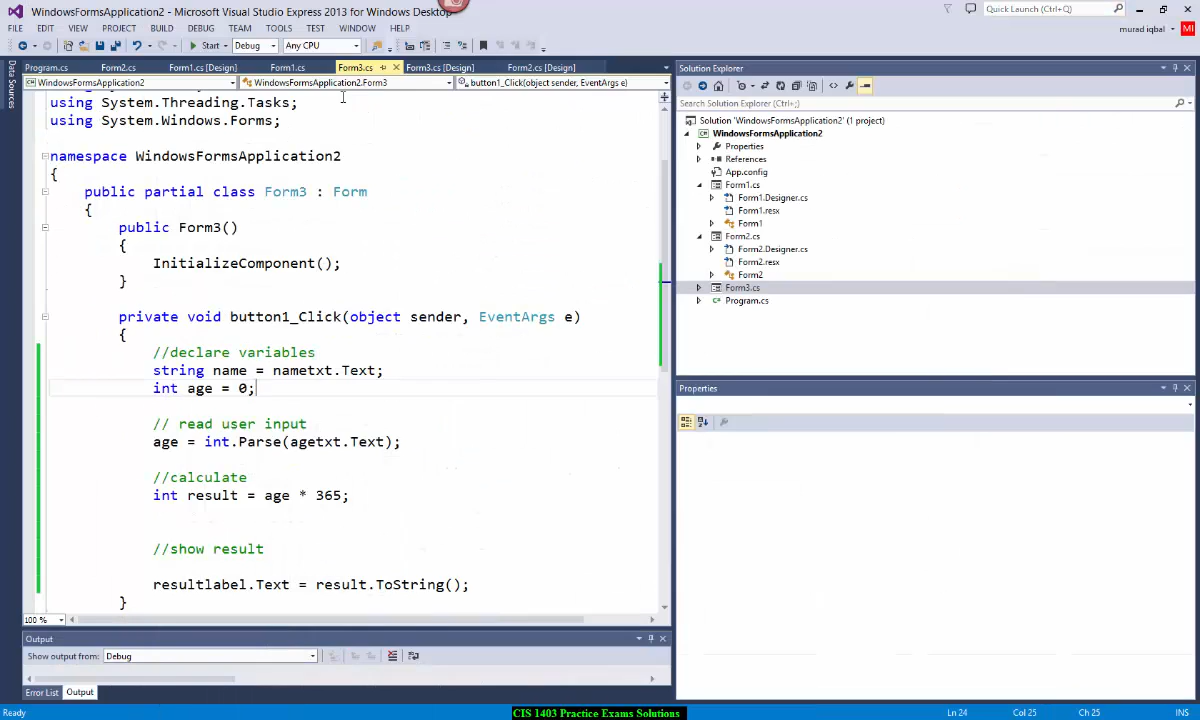 WindowsFormsApplication2 - Microsoft Visual Studio Express 2013 for Windows Desktop
Quick Launch (Ctrl+Q)
FILE EDIT VIEW PROJECT BUILD DEBUG TEAM TOOLS TEST WINDOW HELP
murad iqbal MI
Start Debug Any CPU
Data Sources
Program.cs Form2.cs Form1.cs [Design] Form1.cs Form3.cs Form3.cs [Design] Form2.cs [Design]
WindowsFormsApplication2 WindowsFormsApplication2.Form3 button1_Click(object sender, EventArgs e)
using System.Threading.Tasks;
using System.Windows.Forms;
namespace WindowsFormsApplication2
{
public partial class Form3 : Form
{
public Form3()
{
InitializeComponent();
}
private void button1_Click(object sender, EventArgs e)
{
//declare variables
string name = nametxt.Text;
int age = 0;
// read user input
age = int.Parse(agetxt.Text);
//calculate
int result = age * 365;
//show result
resultlabel.Text = result.ToString();
}
100 %
Output
Show output from: Debug
Error List Output
Solution Explorer
Search Solution Explorer (Ctrl+;)
Solution 'WindowsFormsApplication2' (1 project)
WindowsFormsApplication2
Properties
References
App.config
Form1.cs
Form1.Designer.cs
Form1.resx
Form1
Form2.cs
Form2.Designer.cs
Form2.resx
Form2
Form3.cs
Program.cs
Properties
Ready
CIS 1403 Practice Exams Solutions
Ln 24 Col 25 Ch 25 INS